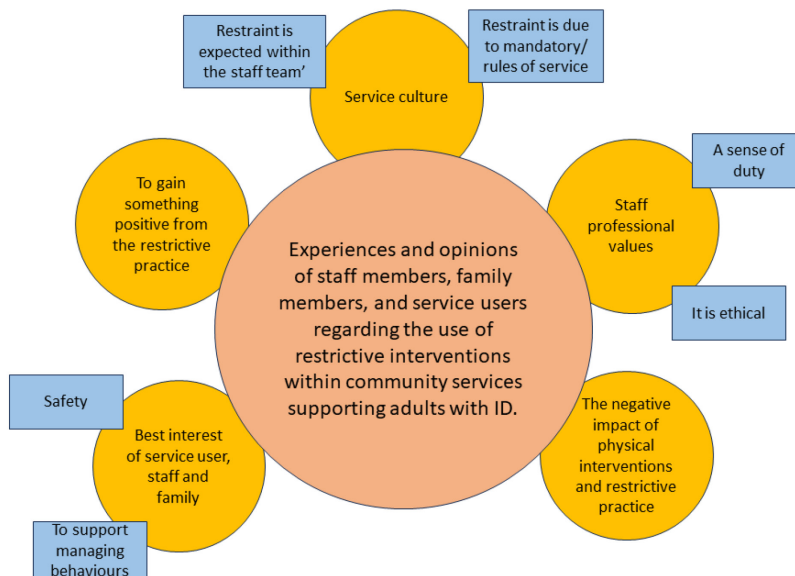 Restraint is
expected within
the staff team’
Restraint is due
to mandatory/
rules of service
Service culture
A sense of
duty
To gain
something
positive from
the restrictive
practice
Staff
professional
values
Experiences and opinions
of staff members, family
members, and service users
regarding the use of
restrictive interventions
within community services
supporting adults with ID.
It is ethical
Safety
Best interest
of service user,
staff and
family
The negative
impact of
physical
interventions
and restrictive
practice
To support
managing
behaviours